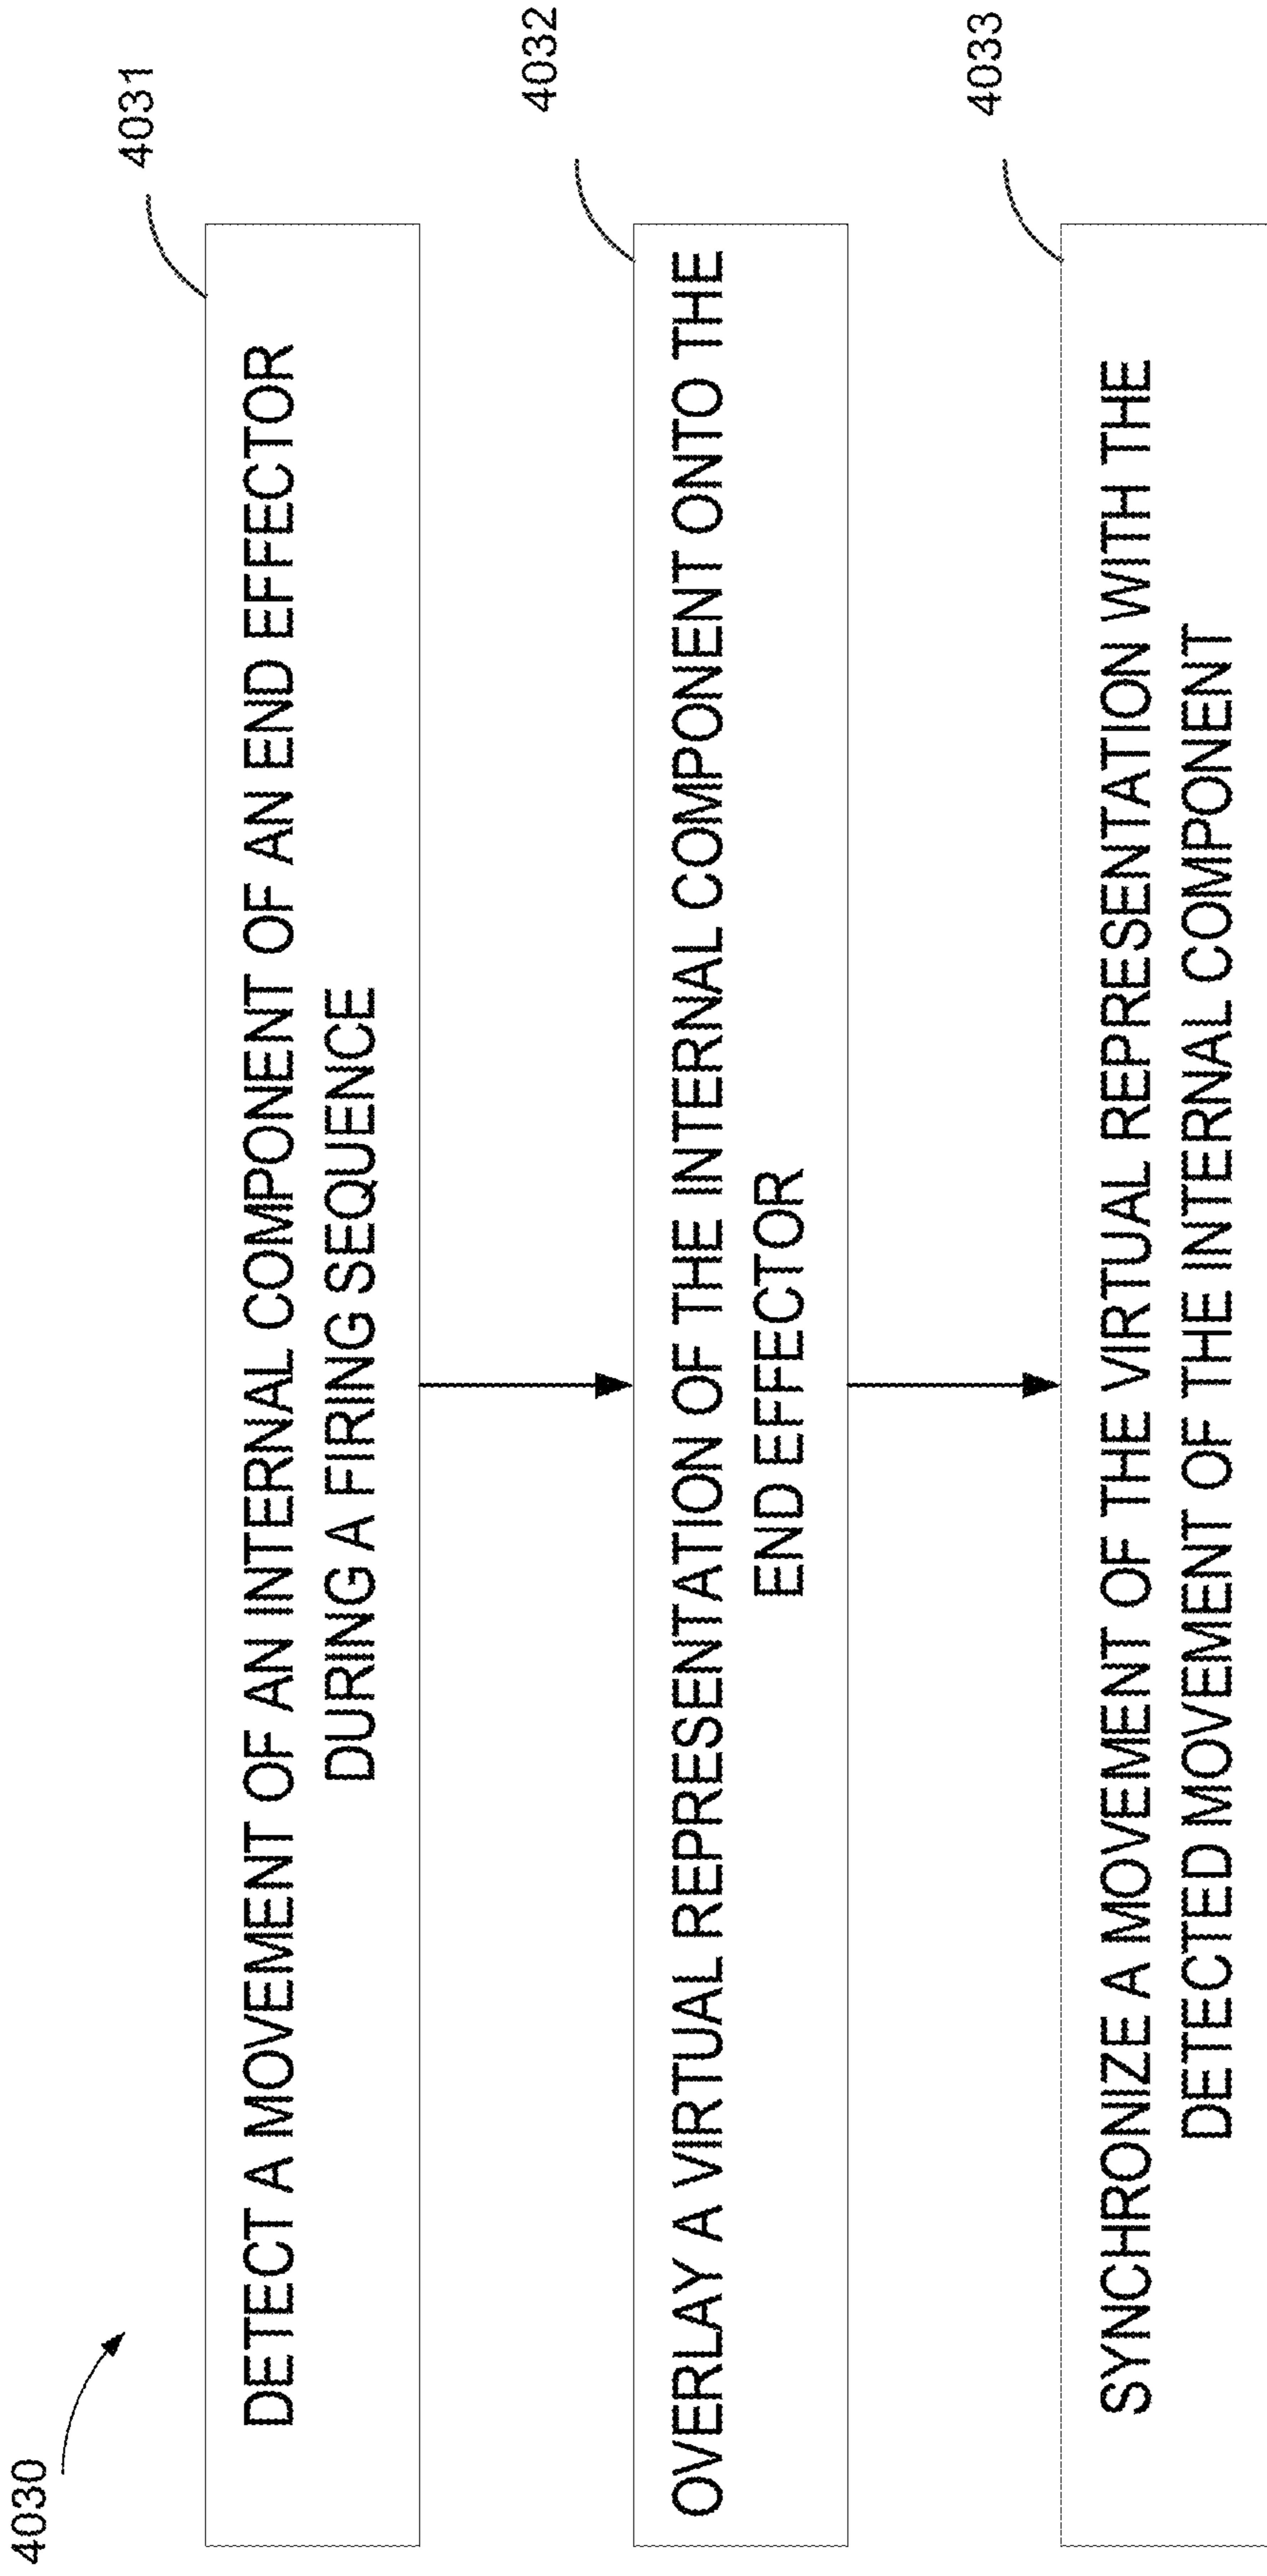 4030
4031
DETECT A MOVEMENT OF AN INTERNAL COMPONENT OF AN END EFFECTOR
DURING A FIRING SEQUENCE
4032
OVERLAY A VIRTUAL REPRESENTATION OF THE INTERNAL COMPONENT ONTO THE
END EFFECTOR
4033
SYNCHRONIZE A MOVEMENT OF THE VIRTUAL REPRESENTATION WITH THE
DETECTED MOVEMENT OF THE INTERNAL COMPONENT